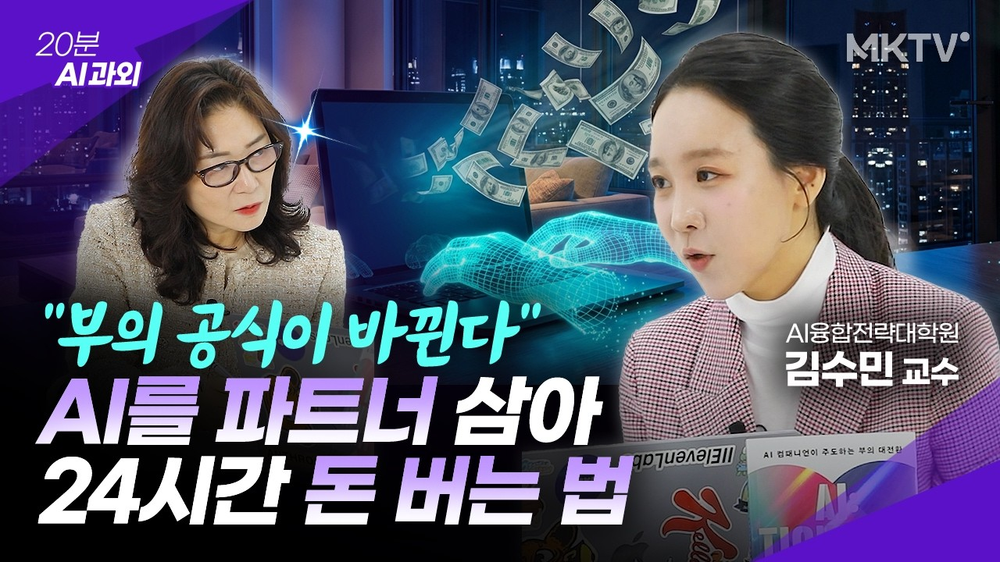 20분
AI과외
MKTV
"부의 공식이 바뀐다"
AI를 파트너 삼아
24시간 돈 버는 법
AI융합전략대학원
김수민 교수
IIElevenLabs
AI 컴패니언이 주도하는 부의 대전환
AI